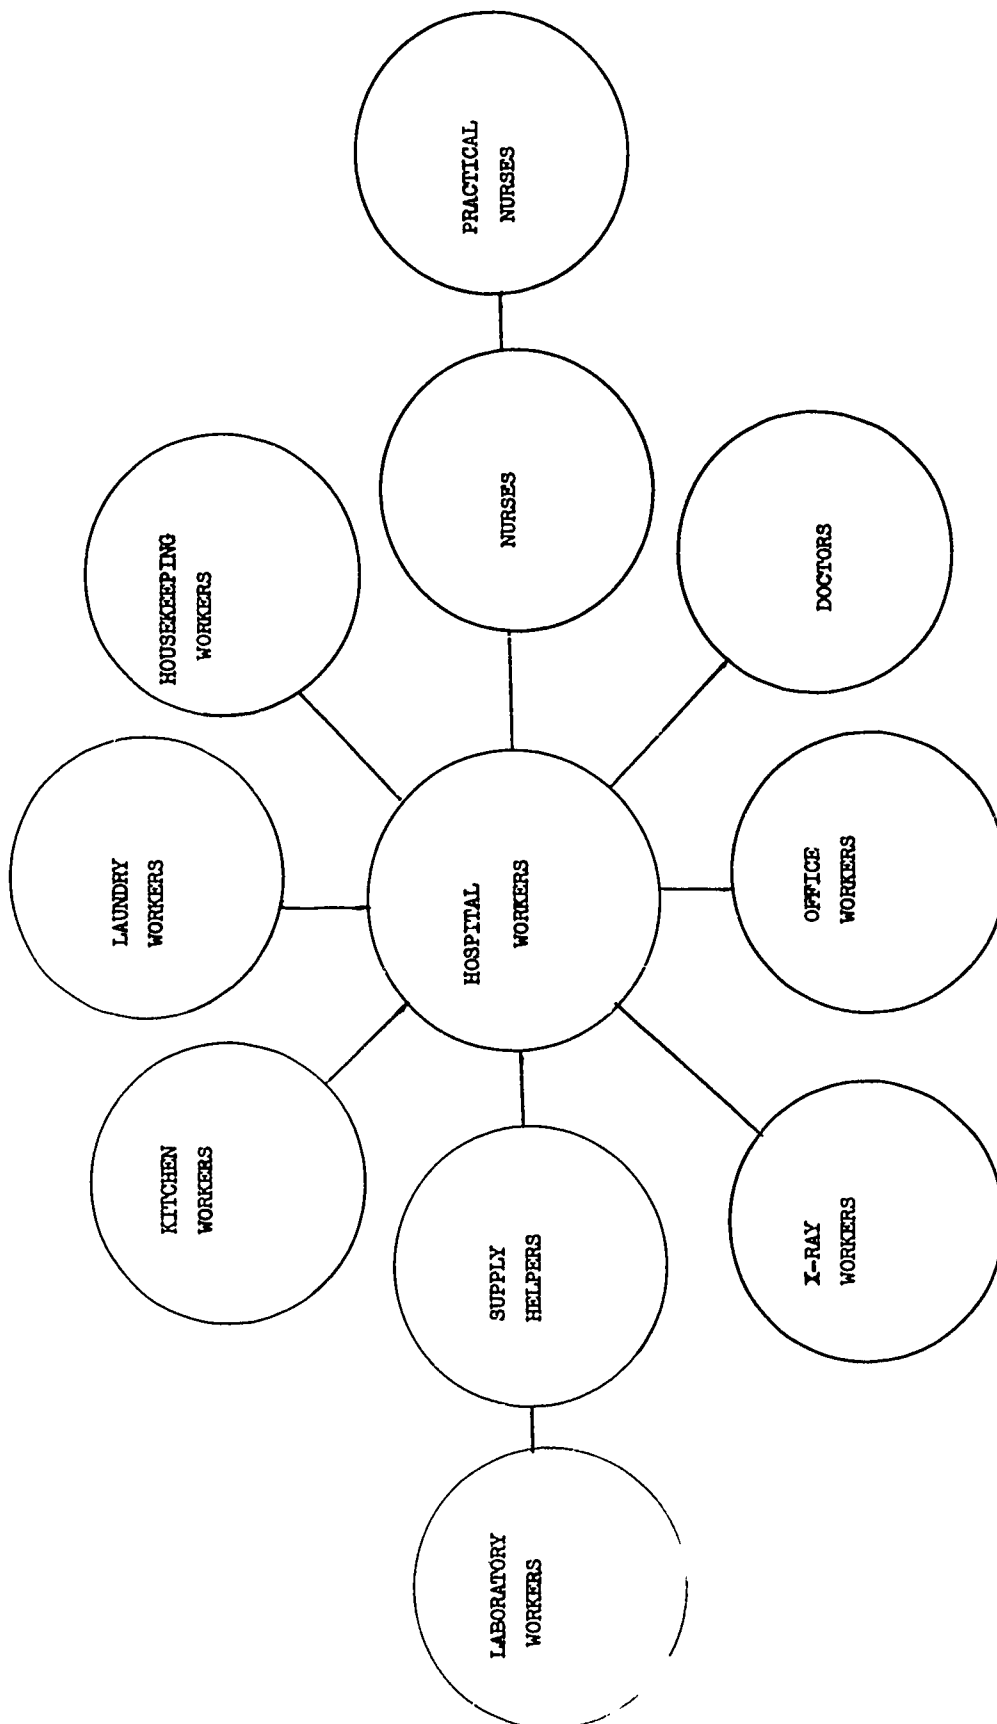 LAUNDRY
WORKERS
KITCHEN
WORKERS
HOUSEKEEPING
WORKERS
LABORATORY
WORKERS
SUPPLY
HELPERS
HOSPITAL
WORKERS
NURSES
PRACTICAL
NURSES
X-RAY
WORKERS
OFFICE
WORKERS
DOCTORS